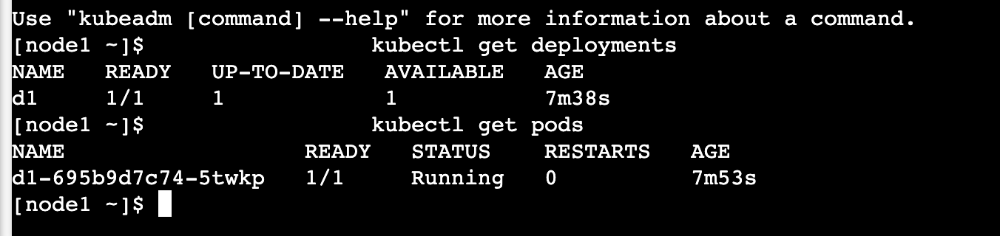 Use "kubeadm [command] --help" for more information about a command.
[node1 ~]$                 kubectl get deployments
NAME   READY   UP-TO-DATE   AVAILABLE   AGE
d1     1/1     1            1           7m38s
[node1 ~]$                 kubectl get pods
NAME                  READY   STATUS    RESTARTS   AGE
d1-695b9d7c74-5twkp   1/1     Running   0          7m53s
[node1 ~]$